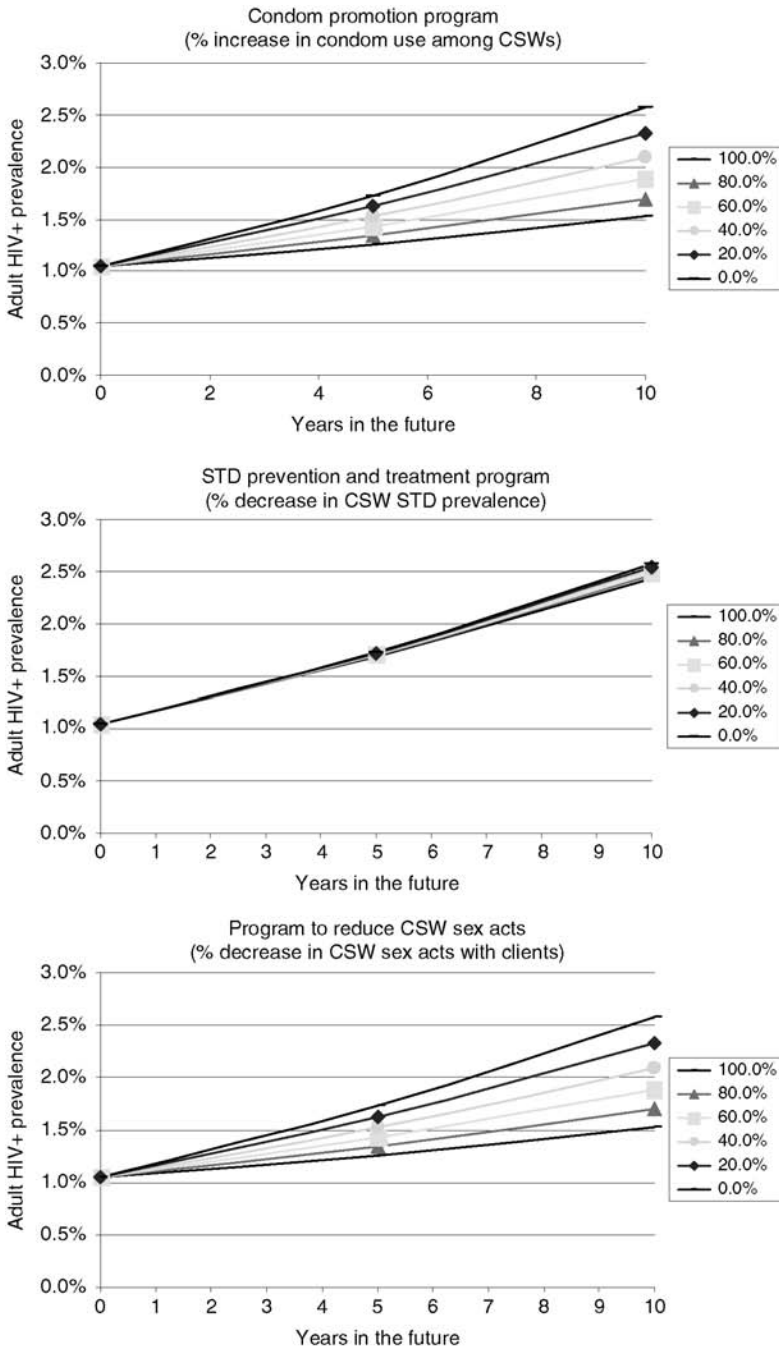 Condom promotion program
(% increase in condom use among CSWs)
3.0%
2.5%
2.0%
1.5%
1.0%
0.5%
0.0%
Adult HIV+ prevalence
0 2 4 6 8 10
Years in the future
100.0%
80.0%
60.0%
40.0%
20.0%
0.0%
STD prevention and treatment program
(% decrease in CSW STD prevalence)
3.0%
2.5%
2.0%
1.5%
1.0%
0.5%
0.0%
Adult HIV+ prevalence
0 1 2 3 4 5 6 7 8 9 10
Years in the future
100.0%
80.0%
60.0%
40.0%
20.0%
0.0%
Program to reduce CSW sex acts
(% decrease in CSW sex acts with clients)
3.0%
2.5%
2.0%
1.5%
1.0%
0.5%
0.0%
Adult HIV+ prevalence
0 1 2 3 4 5 6 7 8 9 10
Years in the future
100.0%
80.0%
60.0%
40.0%
20.0%
0.0%